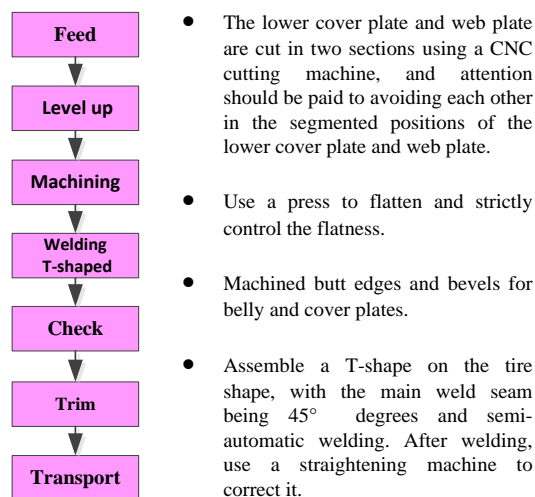 Feed
Level up
Machining
Welding
T-shaped
Check
Trim
Transport
● The lower cover plate and web plate
are cut in two sections using a CNC
cutting machine, and attention
should be paid to avoiding each other
in the segmented positions of the
lower cover plate and web plate.
● Use a press to flatten and strictly
control the flatness.
● Machined butt edges and bevels for
belly and cover plates.
● Assemble a T-shape on the tire
shape, with the main weld seam
being 45° degrees and semi-
automatic welding. After welding,
use a straightening machine to
correct it.